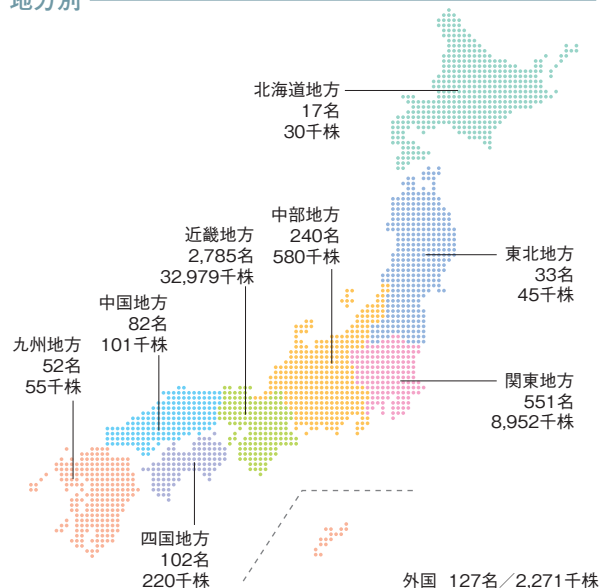 地方別
北海道地方
17名
30千株
中部地方
240名
580千株
近畿地方
2,785名
32,979千株
東北地方
33名
45千株
中国地方
82名
101千株
九州地方
52名
55千株
関東地方
551名
8,952千株
四国地方
102名
220千株
外国 127名／2,271千株